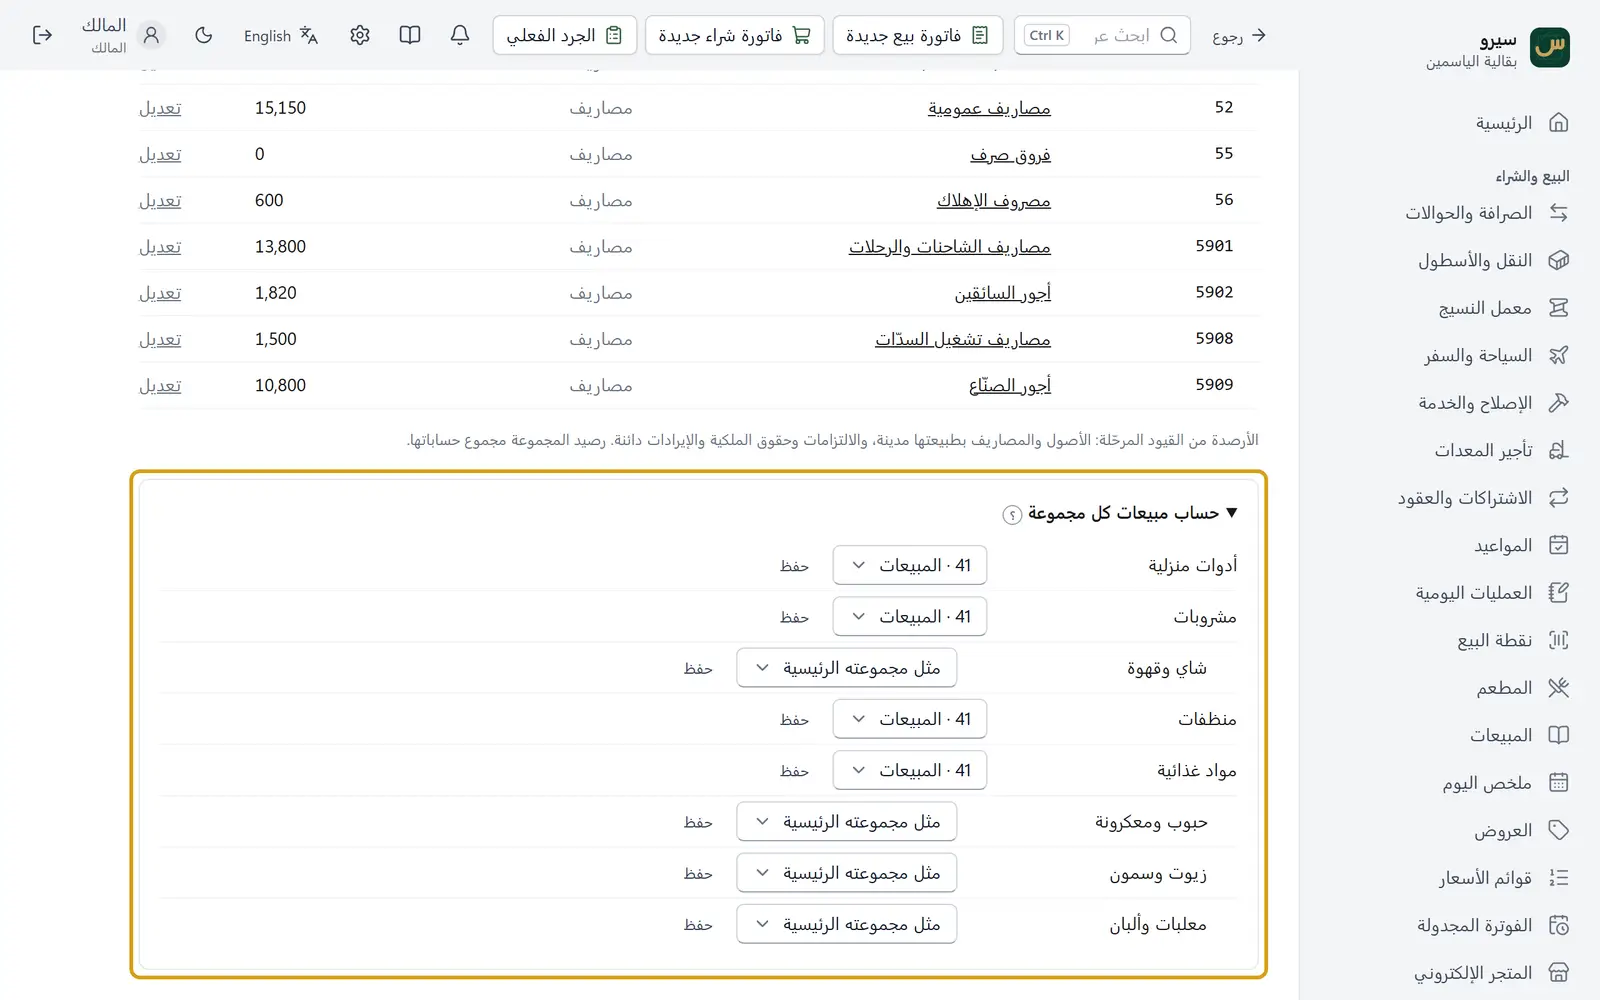 سيرو
بقالية الياسمين
رجوع
ابحث عن
Ctrl K
فاتورة بيع جديدة
فاتورة شراء جديدة
الجرد الفعلي
English
المالك
المالك
الرئيسية
البيع والشراء
الصرافة والحوالات
النقل والأسطول
معمل النسيج
السياحة والسفر
الإصلاح والخدمة
تأجير المعدات
الاشتراكات والعقود
المواعيد
العمليات اليومية
نقطة البيع
المطعم
المبيعات
ملخص اليوم
العروض
قوائم الأسعار
الفوترة المجدولة
المتجر الإلكتروني
52 مصاريف عمومية مصاريف 15,150 تعديل
55 فروق صرف مصاريف 0 تعديل
56 مصروف الإهلاك مصاريف 600 تعديل
5901 مصاريف الشاحنات والرحلات مصاريف 13,800 تعديل
5902 أجور السائقين مصاريف 1,820 تعديل
5908 مصاريف تشغيل السدّات مصاريف 1,500 تعديل
5909 أجور الصنّاع مصاريف 10,800 تعديل
الأرصدة من القيود المرحّلة: الأصول والمصاريف بطبيعتها مدينة، والالتزامات وحقوق الملكية والإيرادات دائنة. رصيد المجموعة مجموع حساباتها.
▼ حساب مبيعات كل مجموعة ؟
أدوات منزلية 41 · المبيعات حفظ
مشروبات 41 · المبيعات حفظ
شاي وقهوة مثل مجموعته الرئيسية حفظ
منظفات 41 · المبيعات حفظ
مواد غذائية 41 · المبيعات حفظ
حبوب ومعكرونة مثل مجموعته الرئيسية حفظ
زيوت وسمون مثل مجموعته الرئيسية حفظ
معلبات وألبان مثل مجموعته الرئيسية حفظ